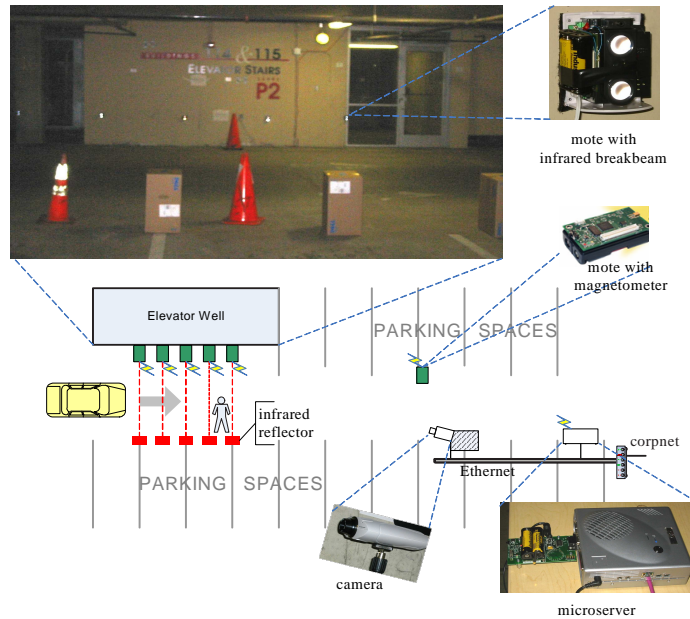 115
&
ELEVATOR STAIRS
P2
mote with
infrared breakbeam
mote with
magnetometer
Elevator Well
PARKING SPACES
infrared
reflector
corpnet
Ethernet
PARKING SPACES
camera
microserver